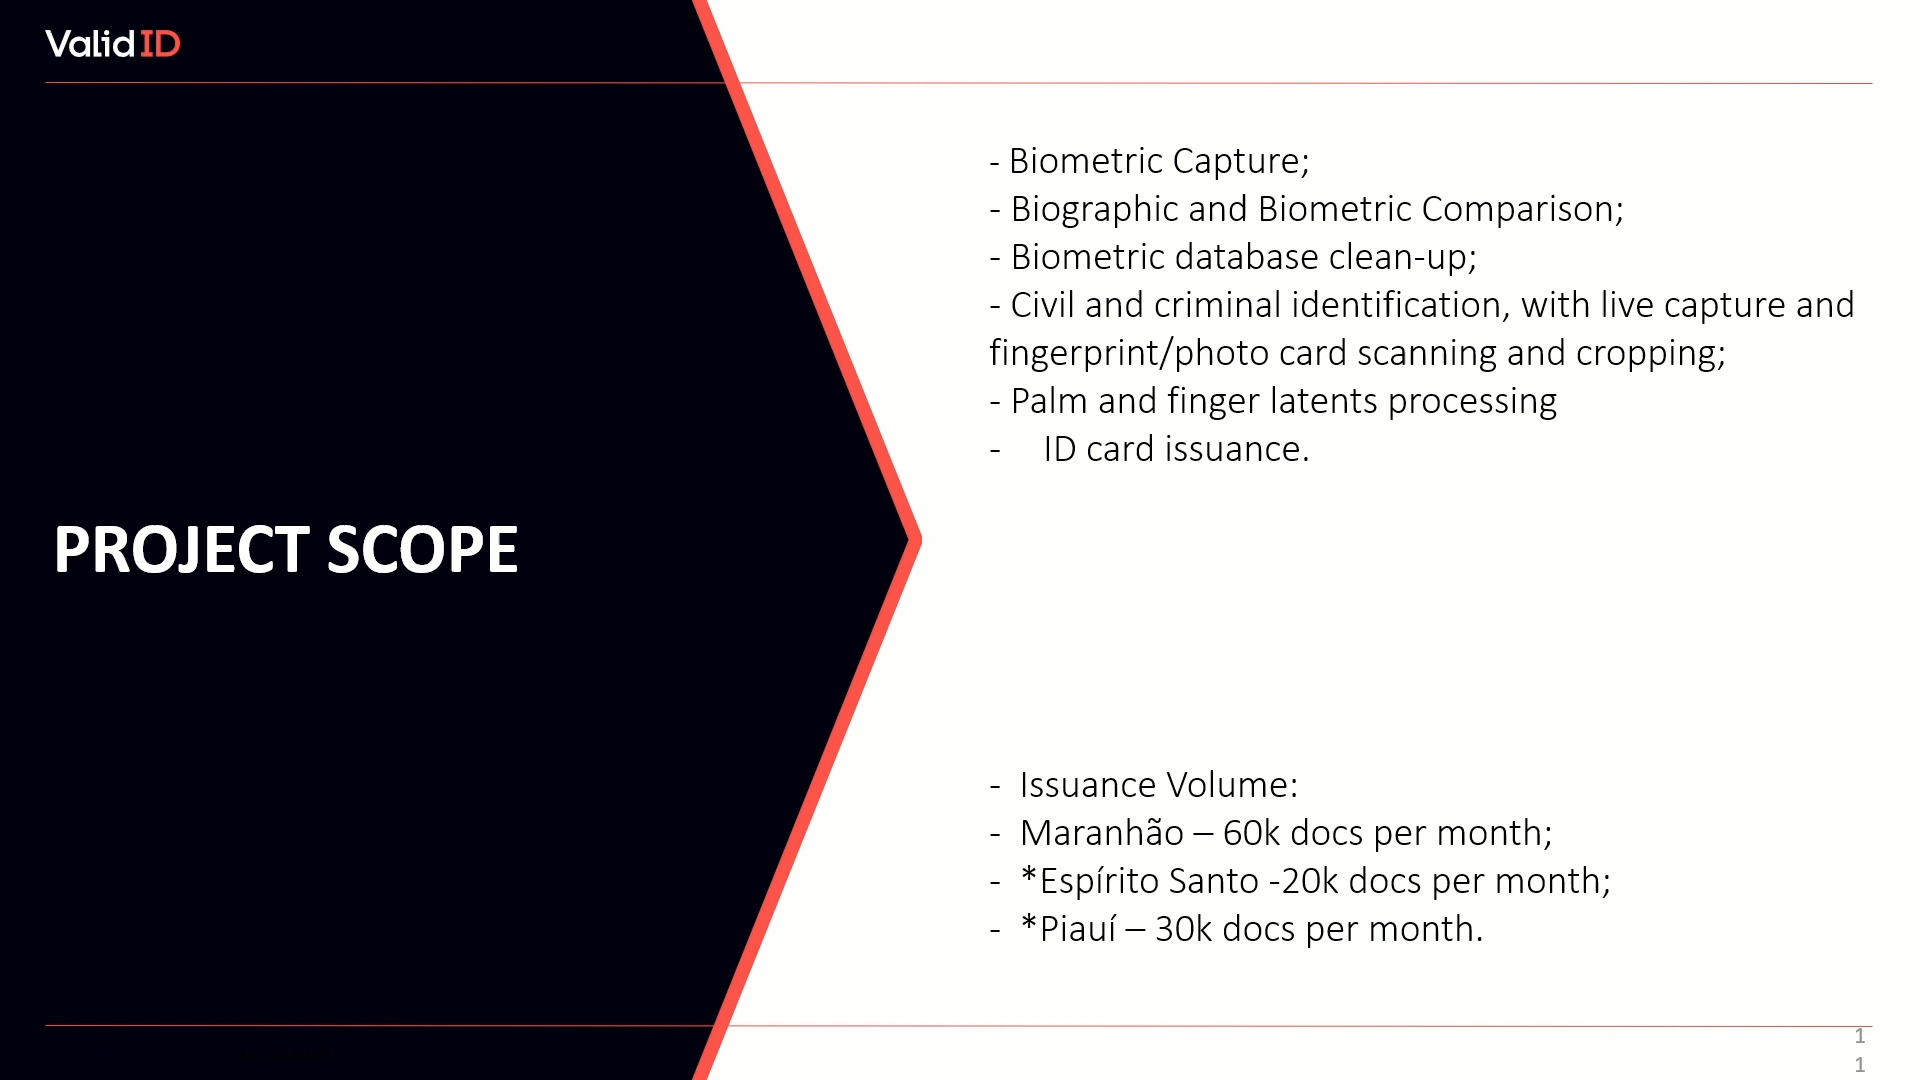 Valid ID
PROJECT SCOPE
- Biometric Capture;
- Biographic and Biometric Comparison;
- Biometric database clean-up;
- Civil and criminal identification, with live capture and
fingerprint/photo card scanning and cropping;
- Palm and finger latents processing
- ID card issuance.
- Issuance Volume:
- Maranhão – 60k docs per month;
- *Espírito Santo -20k docs per month;
- *Piauí – 30k docs per month.
1
1